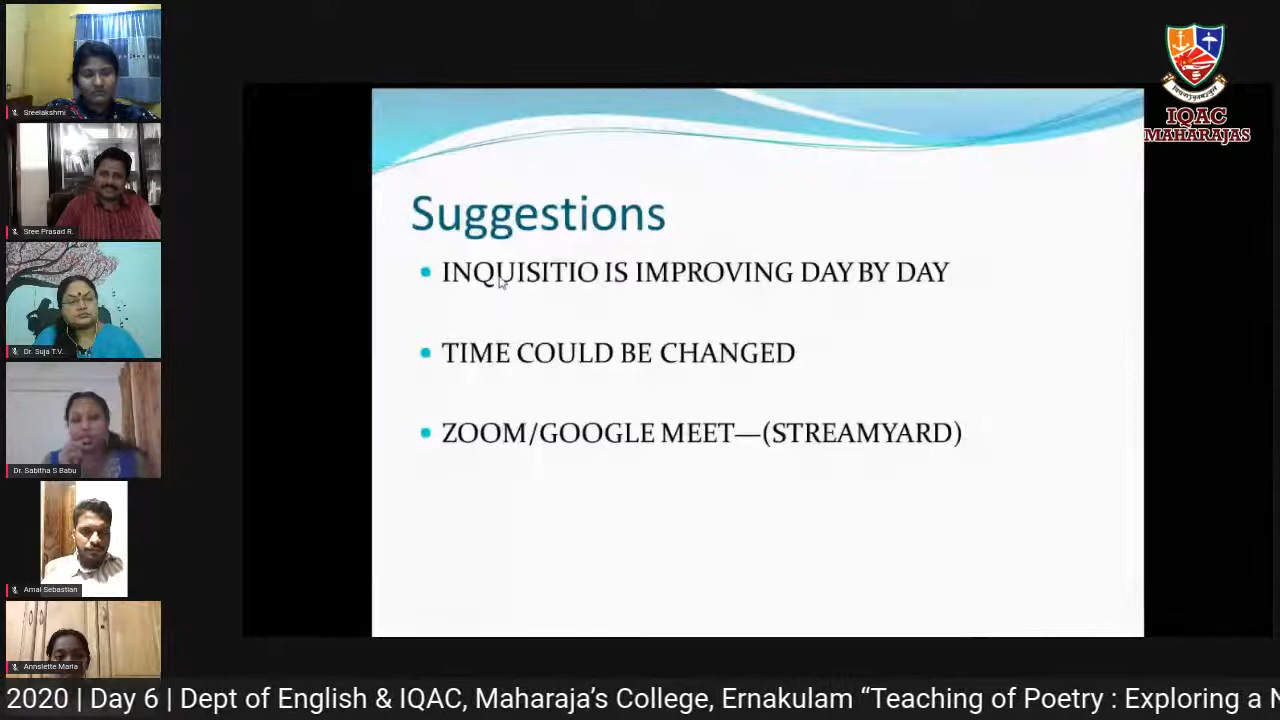 Sreelakshmi
Sree Prasad R.
Dr. Suja T.V.
Dr. Sabitha S Babu
Amal Sebastian
Annslette Maria
IQAC
MAHARAJAS
Suggestions
• INQUISITIO IS IMPROVING DAY BY DAY
• TIME COULD BE CHANGED
• ZOOM/GOOGLE MEET—(STREAMYARD)
2020 | Day 6 | Dept of English & IQAC, Maharaja’s College, Ernakulam “Teaching of Poetry : Exploring a N